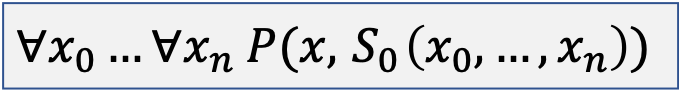 ∀x₀ … ∀xₙ P(x, S₀(x₀, … , xₙ))